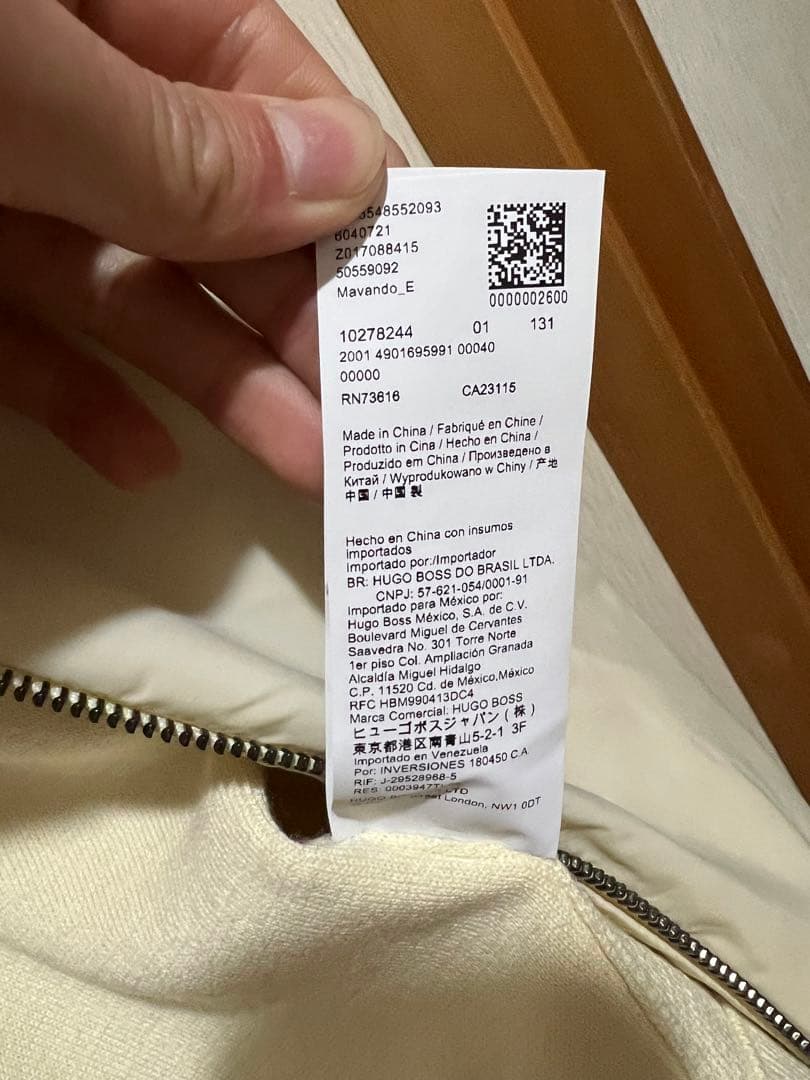 548552093
6040721
Z017088415
50559092
Mavando_E
0000002600
10278244 01 131
2001 4901695991 00040
00000
RN73616 CA23115
Made in China / Fabriqué en Chine /
Prodotto in Cina / Hecho en China /
Produzido em China / Произведено в
Китай / Wyprodukowano w Chiny / 产地
中国 / 中国 製
Hecho en China con insumos
importados
Importado por:/Importador
BR: HUGO BOSS DO BRASIL LTDA.
CNPJ: 57-621-054/0001-91
Importado para México por:
Hugo Boss México, S.A. de C.V.
Boulevard Miguel de Cervantes
Saavedra No. 301 Torre Norte
1er piso Col. Ampliación Granada
Alcaldía Miguel Hidalgo
C.P. 11520 Cd. de México,México
RFC HBM990413DC4
Marca Comercial: HUGO BOSS
ヒューゴボスジャパン(株)
東京都港区南青山5-2-1 3F
Importado en Venezuela
Por: INVERSIONES 180450 C.A.
RIF: J-29528968-5
RES: LTD
HUGO London, NW1 0DT